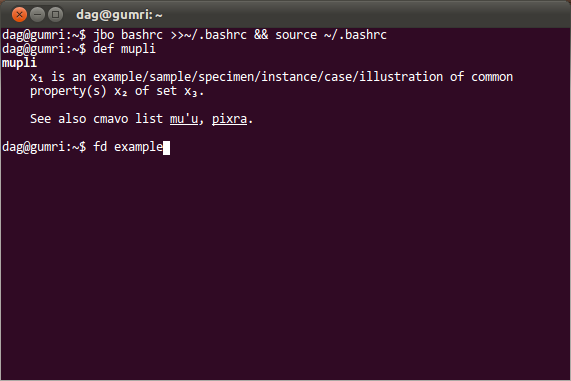 dag@gumri: ~
dag@gumri:~$ jbo bashrc >>~/.bashrc && source ~/.bashrc
dag@gumri:~$ def mupli
mupli
x₁ is an example/sample/specimen/instance/case/illustration of common
property(s) x₂ of set x₃.
See also cmavo list mu'u, pixra.
dag@gumri:~$ fd example